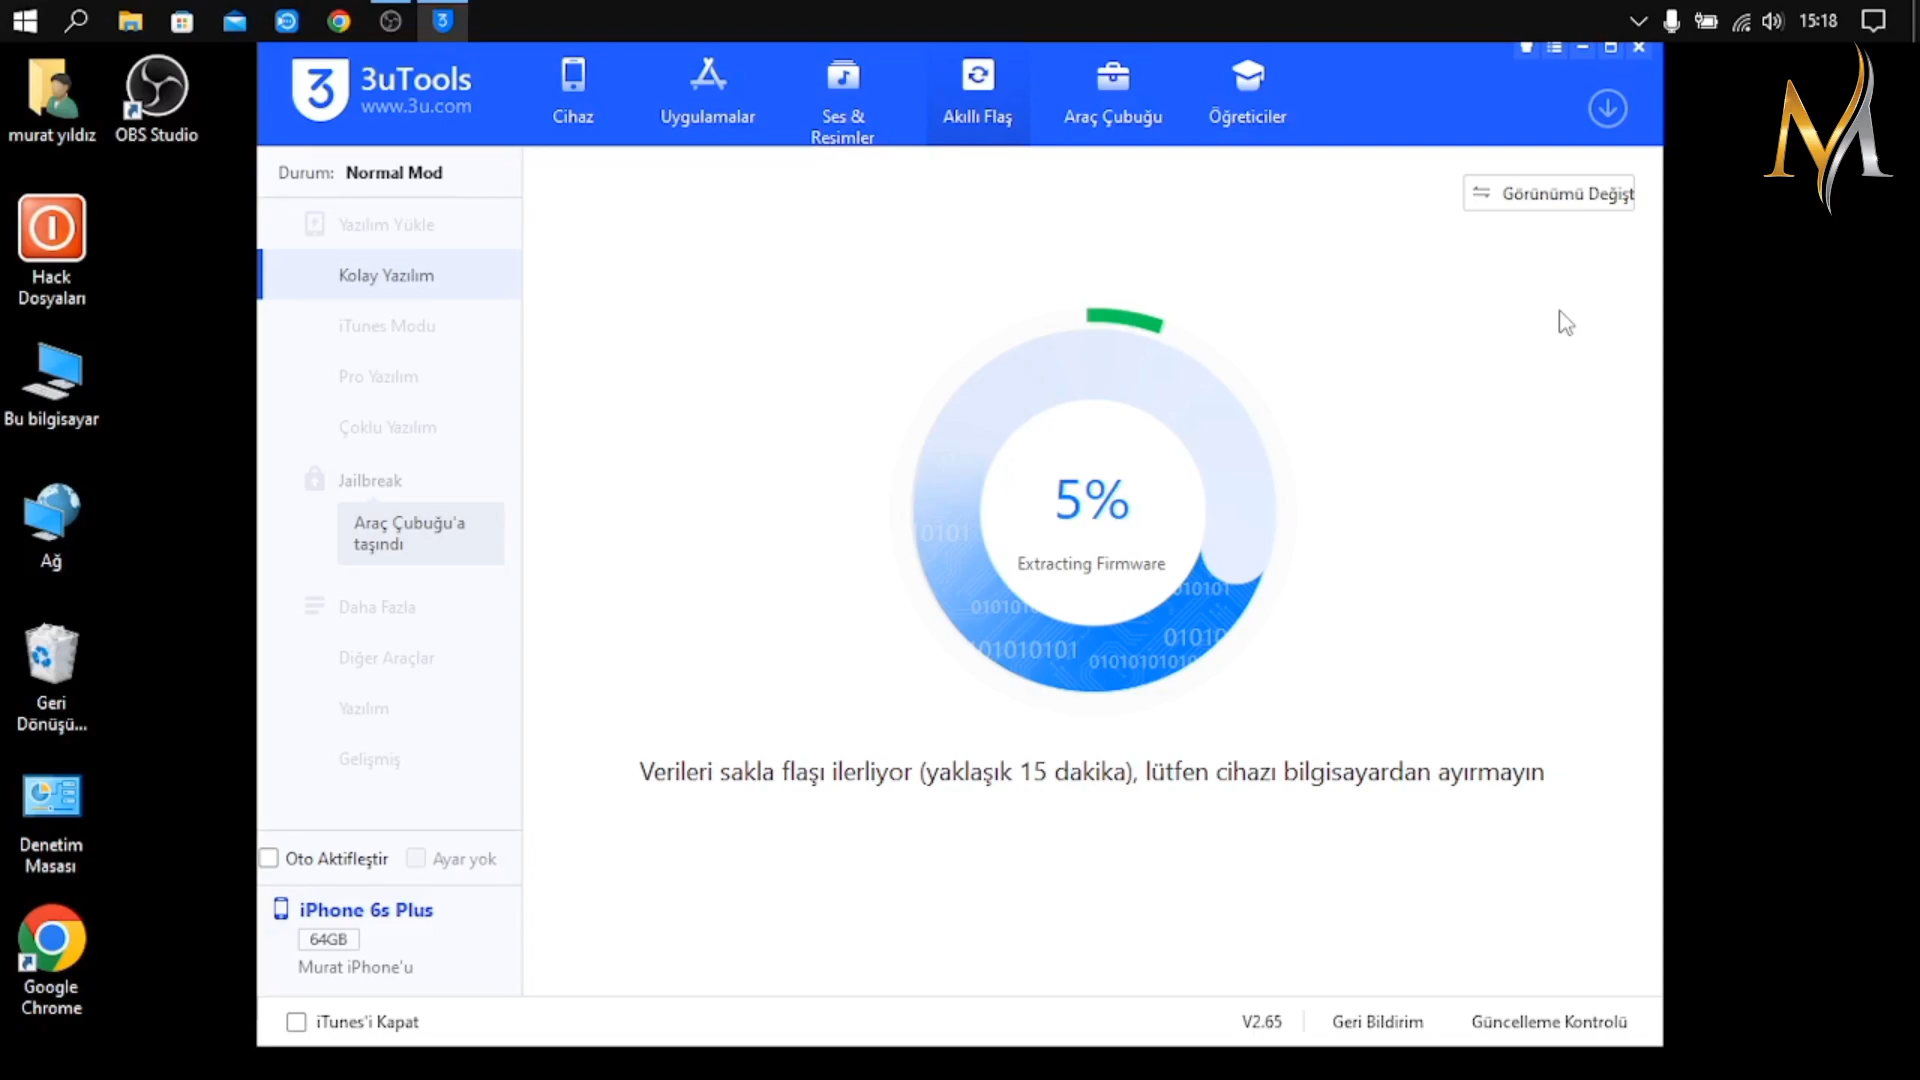 15:18
murat yıldız
OBS Studio
Hack
Dosyaları
Bu bilgisayar
Ağ
Geri
Dönüşü...
Denetim
Masası
Google
Chrome
3
3uTools
www.3u.com
Cihaz
Uygulamalar
Ses &
Resimler
Akıllı Flaş
Araç Çubuğu
Öğreticiler
Durum: Normal Mod
Görünümü Değişt
Yazılım Yükle
Kolay Yazılım
iTunes Modu
Pro Yazılım
Çoklu Yazılım
Jailbreak
Araç Çubuğu'a
taşındı
Daha Fazla
Diğer Araçlar
Yazılım
Gelişmiş
5%
Extracting Firmware
Verileri sakla flaşı ilerliyor (yaklaşık 15 dakika), lütfen cihazı bilgisayardan ayırmayın
Oto Aktifleştir
Ayar yok
iPhone 6s Plus
64GB
Murat iPhone'u
iTunes'i Kapat
V2.65
Geri Bildirim
Güncelleme Kontrolü